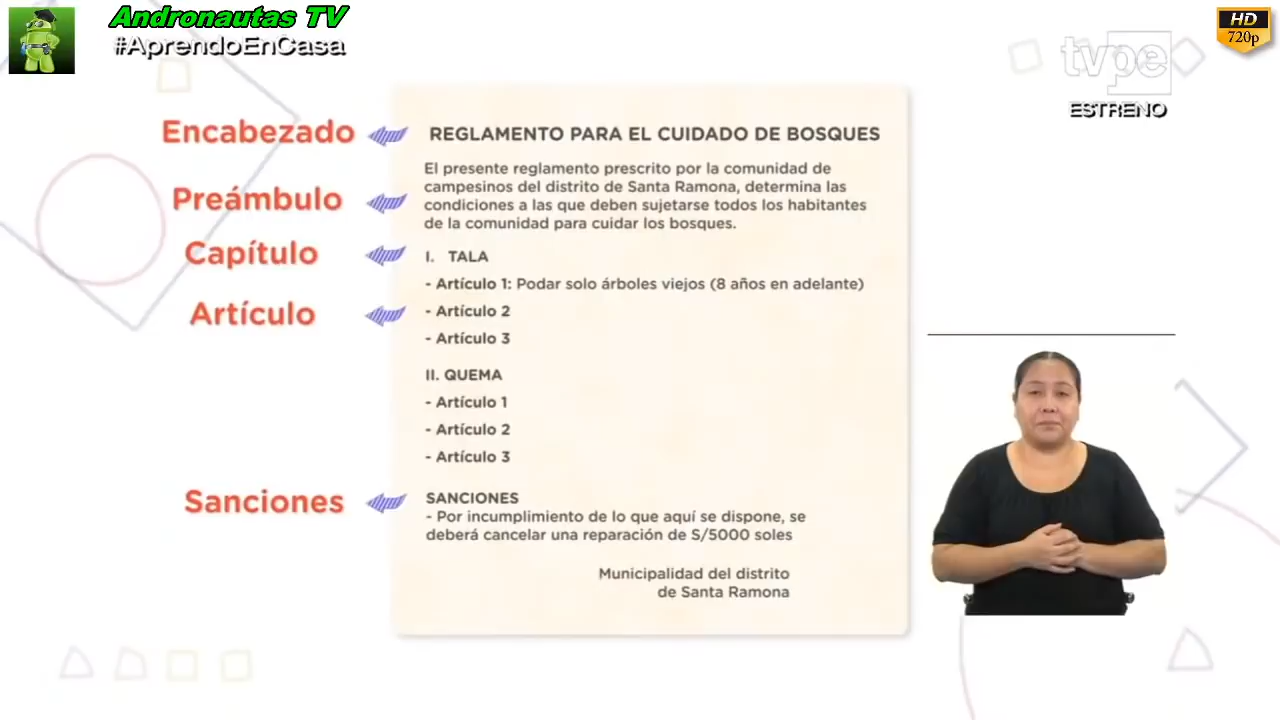 Andronautas TV
#AprendoEnCasa
HD
720p
tvpe
ESTRENO
Encabezado
REGLAMENTO PARA EL CUIDADO DE BOSQUES
El presente reglamento prescrito por la comunidad de
campesinos del distrito de Santa Ramona, determina las
condiciones a las que deben sujetarse todos los habitantes
de la comunidad para cuidar los bosques.
Preámbulo
Capítulo
I. TALA
- Artículo 1: Podar solo árboles viejos (8 años en adelante)
Artículo
- Artículo 2
- Artículo 3
II. QUEMA
- Artículo 1
- Artículo 2
- Artículo 3
Sanciones
SANCIONES
- Por incumplimiento de lo que aquí se dispone, se
deberá cancelar una reparación de S/5000 soles
Municipalidad del distrito
de Santa Ramona